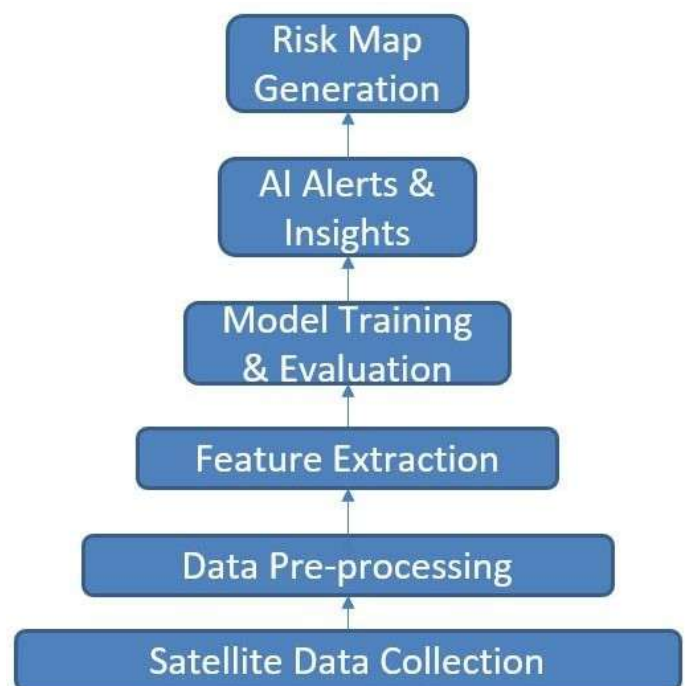 Risk Map
Generation
AI Alerts &
Insights
Model Training
& Evaluation
Feature Extraction
Data Pre-processing
Satellite Data Collection